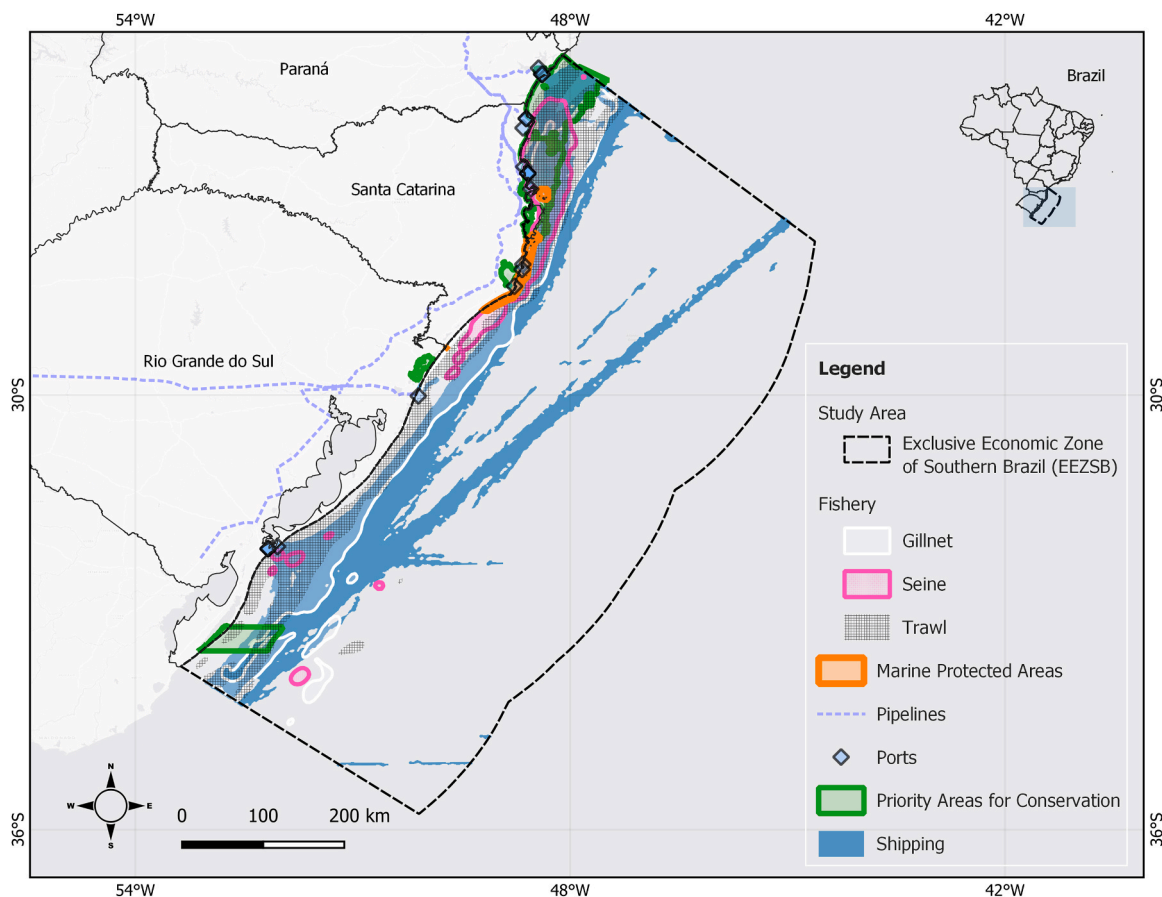 54°W
48°W
42°W
Paraná
Brazil
Santa Catarina
Rio Grande do Sul
30°S
30°S
Legend
Study Area
Exclusive Economic Zone
of Southern Brazil (EEZSB)
Fishery
Gillnet
Seine
Trawl
Marine Protected Areas
Pipelines
Ports
Priority Areas for Conservation
Shipping
N
W
E
S
0
100
200 km
36°S
36°S
54°W
48°W
42°W